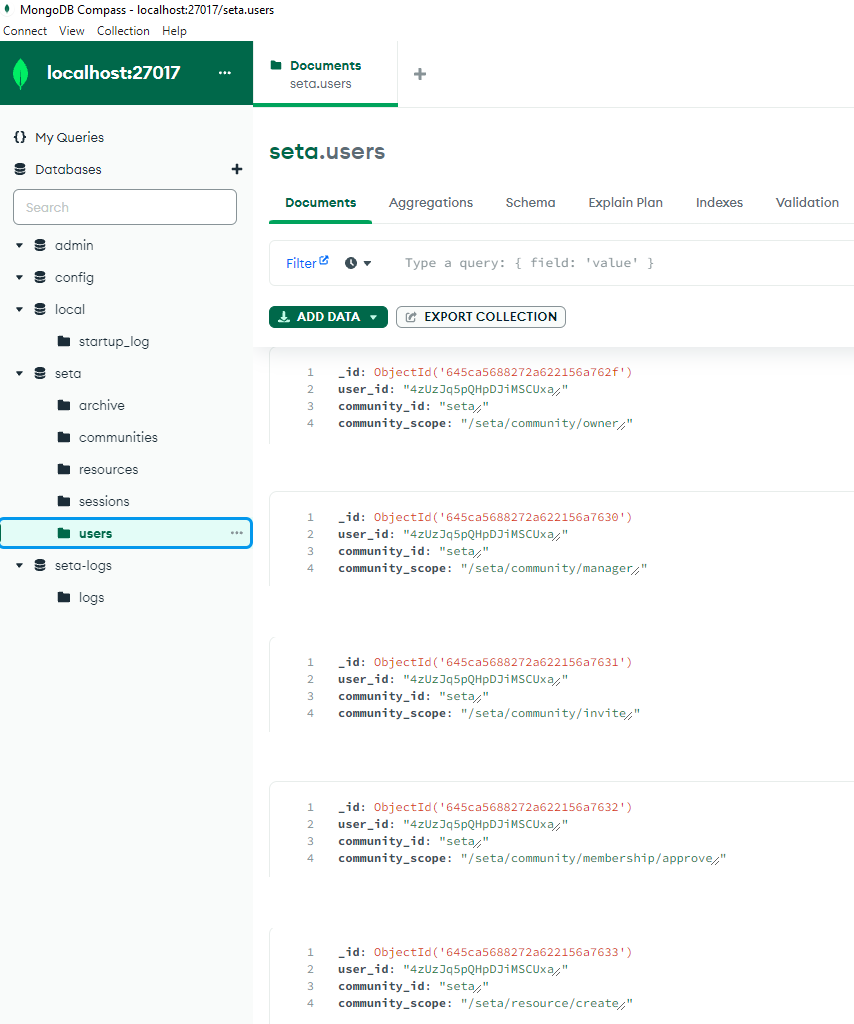 MongoDB Compass - localhost:27017/seta.users
Connect View Collection Help
localhost:27017 ...
Documents
seta.users
+
{} My Queries
Databases +
Search
admin
config
local
startup_log
seta
archive
communities
resources
sessions
users ...
seta-logs
logs
seta.users
Documents Aggregations Schema Explain Plan Indexes Validation
Filter Type a query: { field: 'value' }
ADD DATA EXPORT COLLECTION
1 _id: ObjectId('645ca5688272a622156a762f')
2 user_id: "4zUzJq5pQHpDJiMSCUxa"
3 community_id: "seta"
4 community_scope: "/seta/community/owner"
1 _id: ObjectId('645ca5688272a622156a7630')
2 user_id: "4zUzJq5pQHpDJiMSCUxa"
3 community_id: "seta"
4 community_scope: "/seta/community/manager"
1 _id: ObjectId('645ca5688272a622156a7631')
2 user_id: "4zUzJq5pQHpDJiMSCUxa"
3 community_id: "seta"
4 community_scope: "/seta/community/invite"
1 _id: ObjectId('645ca5688272a622156a7632')
2 user_id: "4zUzJq5pQHpDJiMSCUxa"
3 community_id: "seta"
4 community_scope: "/seta/community/membership/approve"
1 _id: ObjectId('645ca5688272a622156a7633')
2 user_id: "4zUzJq5pQHpDJiMSCUxa"
3 community_id: "seta"
4 community_scope: "/seta/resource/create"